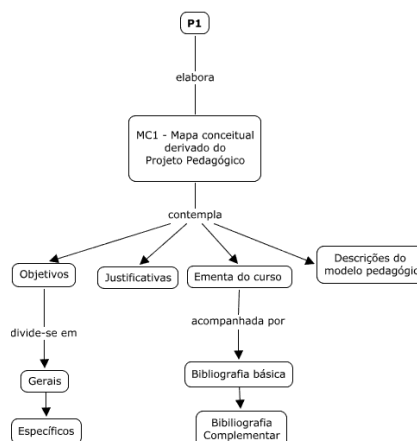 P1
elabora
MC1 - Mapa conceitual
derivado do
Projeto Pedagógico
contempla
Objetivos
Justificativas
Ementa do curso
Descrições do
modelo pedagógic
divide-se em
acompanhada por
Gerais
Bibliografia básica
Específicos
Bibiliografia
Complementar